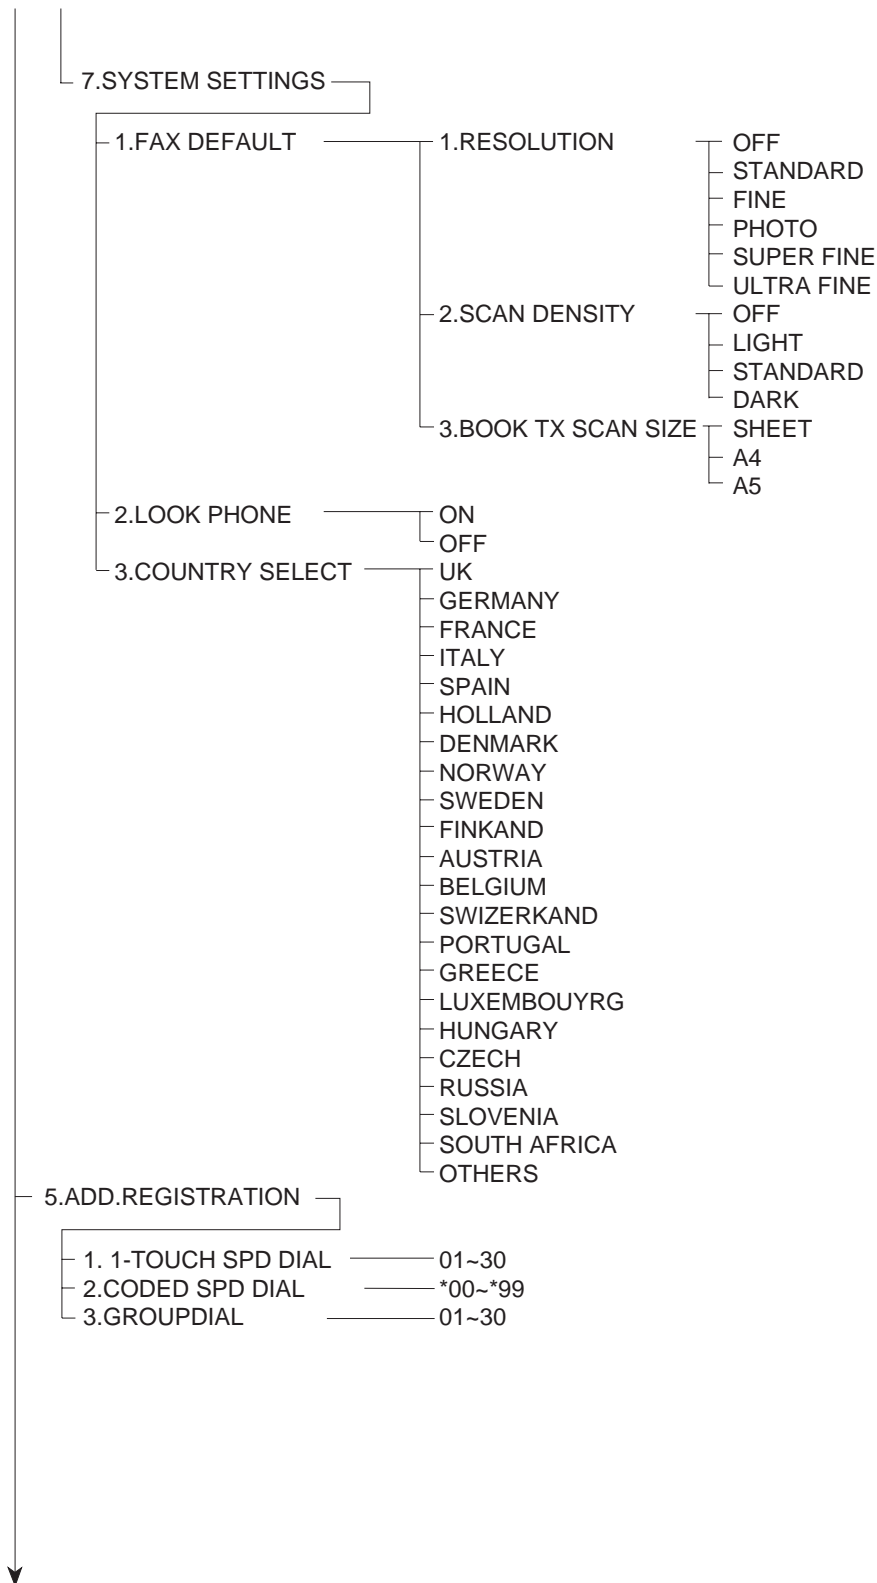 7.SYSTEM SETTINGS
1.FAX DEFAULT 1.RESOLUTION OFF
STANDARD
FINE
PHOTO
SUPER FINE
ULTRA FINE
2.SCAN DENSITY OFF
LIGHT
STANDARD
DARK
3.BOOK TX SCAN SIZE SHEET
A4
A5
2.LOOK PHONE ON
OFF
3.COUNTRY SELECT UK
GERMANY
FRANCE
ITALY
SPAIN
HOLLAND
DENMARK
NORWAY
SWEDEN
FINKAND
AUSTRIA
BELGIUM
SWIZERKAND
PORTUGAL
GREECE
LUXEMBOUYRG
HUNGARY
CZECH
RUSSIA
SLOVENIA
SOUTH AFRICA
OTHERS
5.ADD.REGISTRATION
1. 1-TOUCH SPD DIAL 01~30
2.CODED SPD DIAL *00~*99
3.GROUPDIAL 01~30